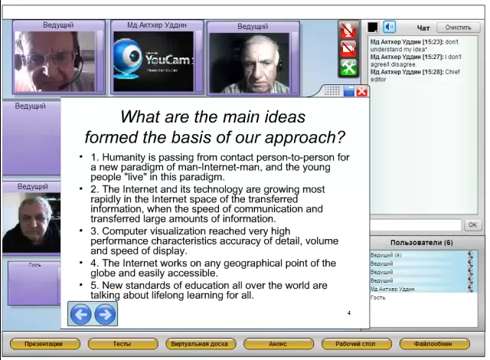 Ведущий
Мд Актхер Уддин
Ведущий
YouCam
Чат
Очистить
Мд Актхер Уддин [15:23]: don't
understand my idea*
Мд Актхер Уддин [15:27]: I don't
agree/I disagree.
Мд Актхер Уддин [15:28]: Chief
editor
Ведущий
What are the main ideas
formed the basis of our approach?
• 1. Humanity is passing from contact person-to-person for
a new paradigm of man-Internet-man, and the young
people "live" in this paradigm.
• 2. The Internet and its technology are growing most
rapidly in the Internet space of the transferred
information, when the speed of communication and
transferred large amounts of information.
• 3. Computer visualization reached very high
performance characteristics accuracy of detail, volume
and speed of display.
• 4. The Internet works on any geographical point of the
globe and easily accessible.
• 5. New standards of education all over the world are
talking about lifelong learning for all.
4
Ведущий
Гость
OK
Пользователи (6)
Ведущий (я)
Ведущий
Ведущий
Ведущий
Мд Актхер Уддин
Гость
Презентации
Тесты
Виртуальная доска
Анонс
Рабочий стол
Файлообмен